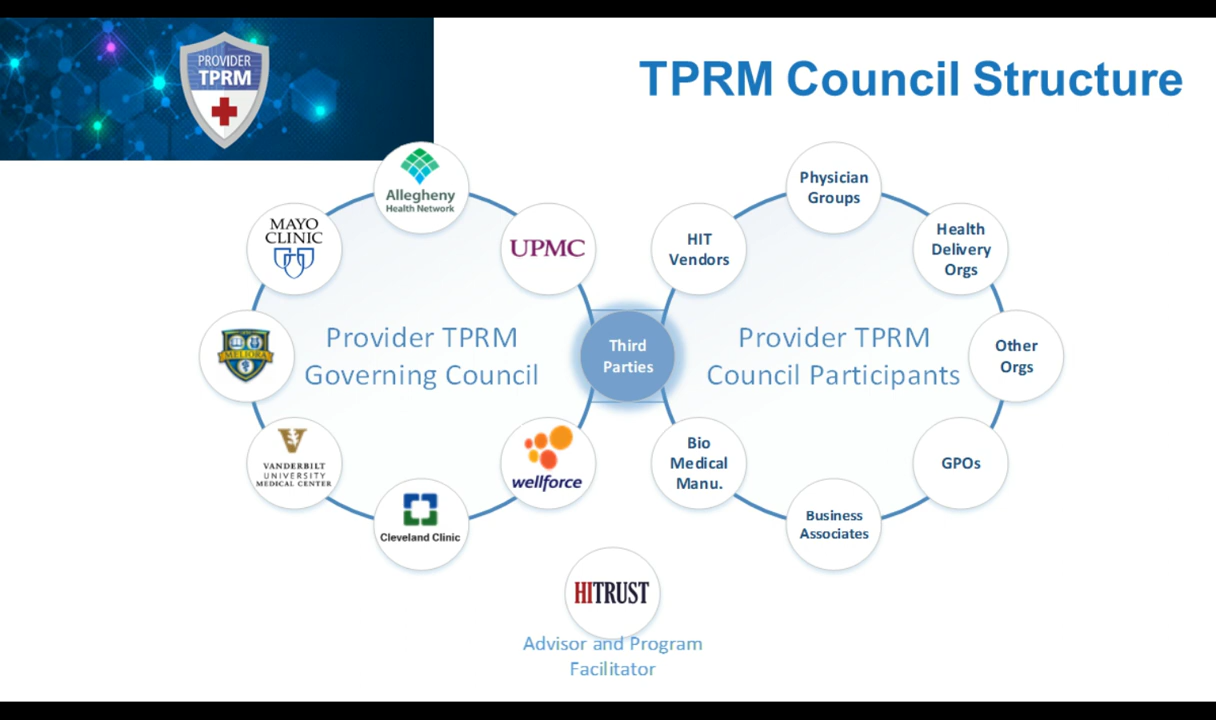 PROVIDER
TPRM
TPRM Council Structure
Allegheny
Health Network
MAYO
CLINIC
UPMC
MELIORA
VANDERBILT
UNIVERSITY
MEDICAL CENTER
Cleveland Clinic
wellforce
Provider TPRM
Governing Council
Third
Parties
Physician
Groups
HIT
Vendors
Health
Delivery
Orgs
Provider TPRM
Council Participants
Other
Orgs
Bio
Medical
Manu.
GPOs
Business
Associates
HITRUST
Advisor and Program
Facilitator